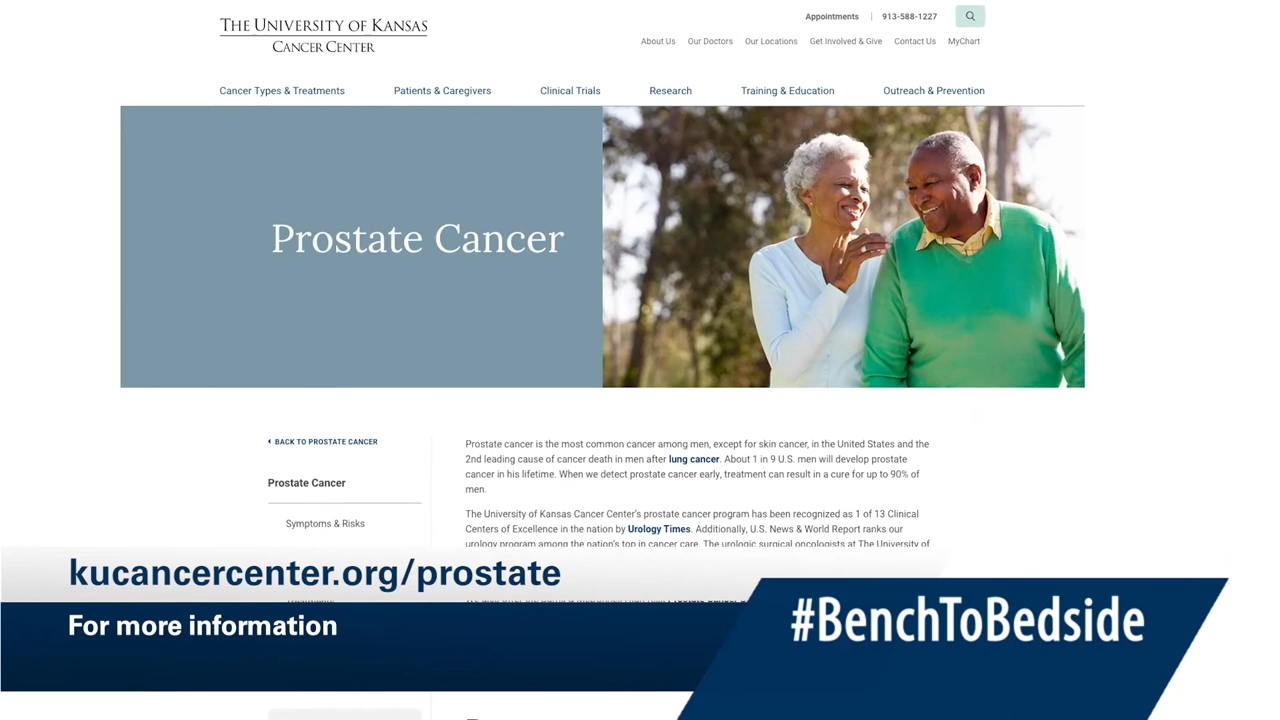 THE UNIVERSITY OF KANSAS
CANCER CENTER
Appointments | 913-588-1227
About Us Our Doctors Our Locations Get Involved & Give Contact Us MyChart
Cancer Types & Treatments Patients & Caregivers Clinical Trials Research Training & Education Outreach & Prevention
Prostate Cancer
BACK TO PROSTATE CANCER
Prostate Cancer
Symptoms & Risks
Prostate cancer is the most common cancer among men, except for skin cancer, in the United States and the
2nd leading cause of cancer death in men after lung cancer. About 1 in 9 U.S. men will develop prostate
cancer in his lifetime. When we detect prostate cancer early, treatment can result in a cure for up to 90% of
men.
The University of Kansas Cancer Center's prostate cancer program has been recognized as 1 of 13 Clinical
Centers of Excellence in the nation by Urology Times. Additionally, U.S. News & World Report ranks our
urology program among the nation's top in cancer care. The urologic surgical oncologists at The University of
kucancercenter.org/prostate
For more information
#BenchToBedside